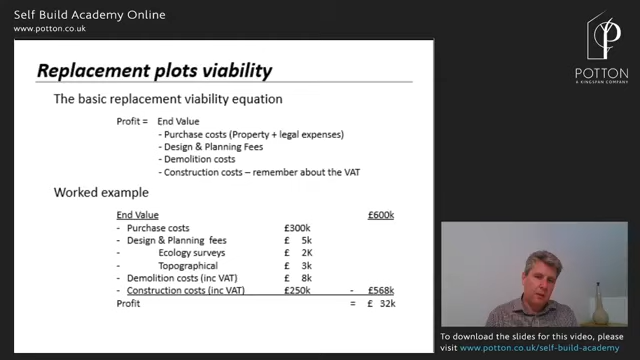 Self Build Academy Online
www.potton.co.uk
POTTON
A KINGSPAN COMPANY
Replacement plots viability
The basic replacement viability equation
Profit = End Value
- Purchase costs (Property + legal expenses)
- Design & Planning Fees
- Demolition costs
- Construction costs – remember about the VAT
Worked example
End Value £600k
- Purchase costs £300k
- Design & Planning fees £ 5k
- Ecology surveys £ 2K
- Topographical £ 3k
- Demolition costs (inc VAT) £ 8k
- Construction costs (inc VAT) £250k - £568k
Profit = £ 32k
To download the slides for this video, please
visit www.potton.co.uk/self-build-academy